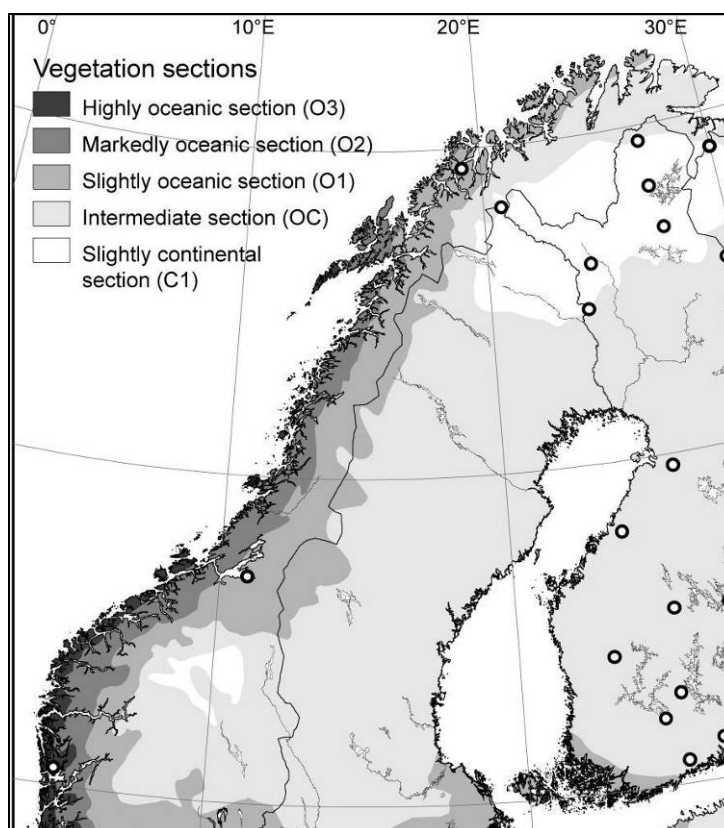 0° 10°E 20°E 30°E
Vegetation sections
Highly oceanic section (O3)
Markedly oceanic section (O2)
Slightly oceanic section (O1)
Intermediate section (OC)
Slightly continental
section (C1)